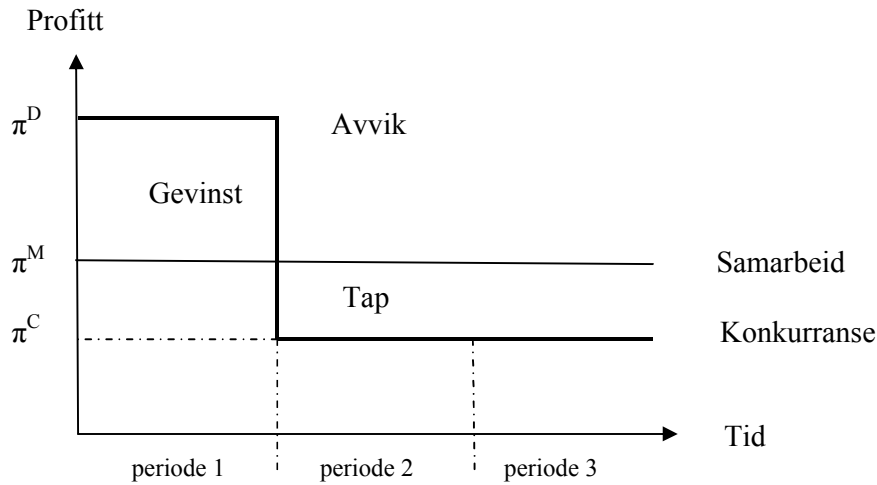 Profitt
π^D
Avvik
Gevinst
π^M
Samarbeid
Tap
π^C
Konkurranse
Tid
periode 1
periode 2
periode 3